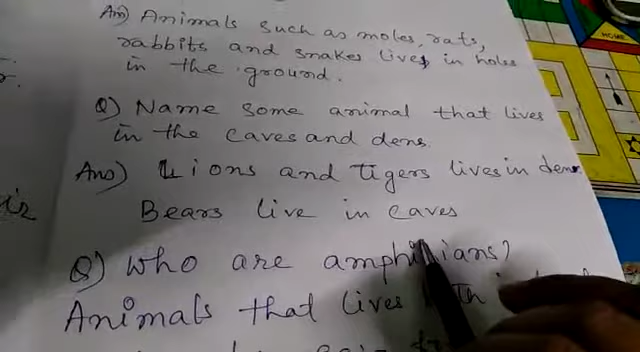 Ans) Animals such as moles, rats,
rabbits and snakes lives in holes
in the ground.
Q) Name some animal that lives
in the caves and dens.
Ans) Lions and tigers lives in dens
Bears live in caves
Q) who are amphibians?
Animals that lives
HOME